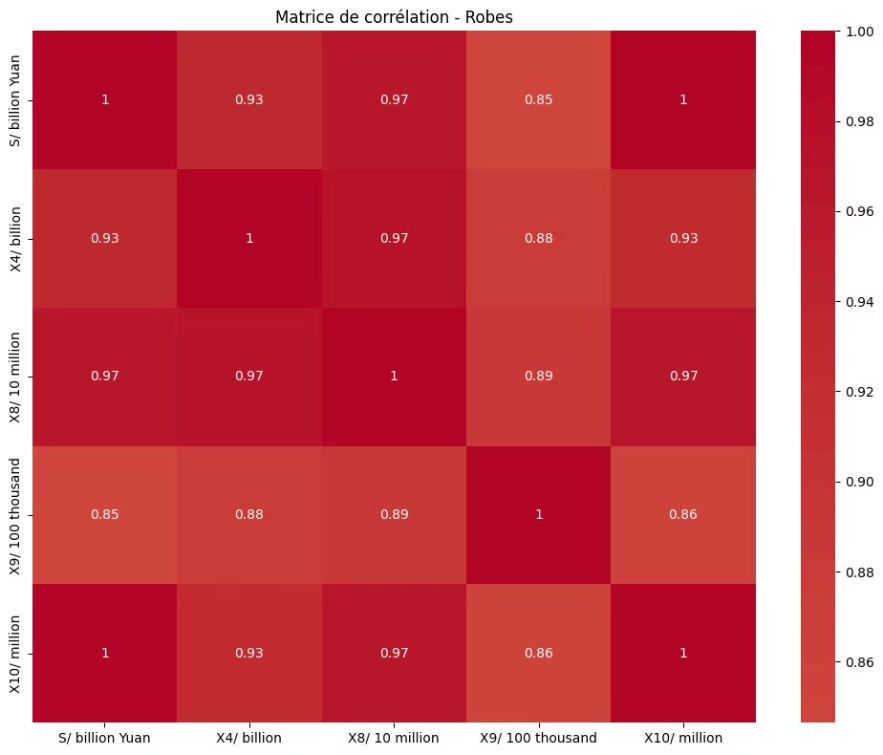 Matrice de corrélation - Robes
S/ billion Yuan 1 0.93 0.97 0.85 1
X4/ billion 0.93 1 0.97 0.88 0.93
X8/ 10 million 0.97 0.97 1 0.89 0.97
X9/ 100 thousand 0.85 0.88 0.89 1 0.86
X10/ million 1 0.93 0.97 0.86 1
S/ billion Yuan X4/ billion X8/ 10 million X9/ 100 thousand X10/ million
1.00
0.98
0.96
0.94
0.92
0.90
0.88
0.86